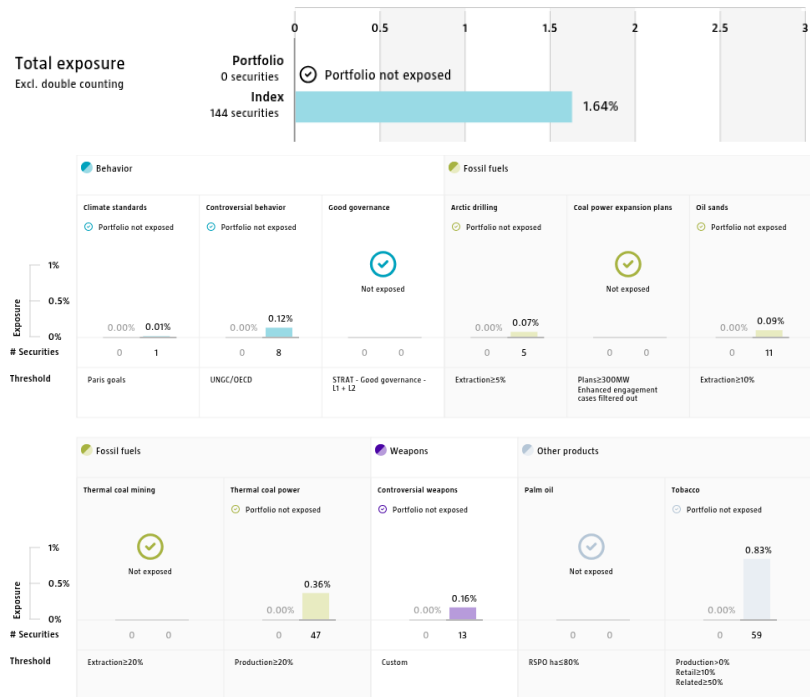 0 0.5 1 1.5 2 2.5 3
Total exposure
Excl. double counting
Portfolio
0 securities
Portfolio not exposed
Index
144 securities
1.64%
Behavior
Fossil fuels
Climate standards
Controversial behavior
Good governance
Arctic drilling
Coal power expansion plans
Oil sands
Portfolio not exposed
Portfolio not exposed
Portfolio not exposed
Portfolio not exposed
Not exposed
Not exposed
Exposure
1%
0.5%
0%
0.00% 0.01%
0.00% 0.12%
0.00% 0.07%
0.00% 0.09%
# Securities
0 1
0 8
0 0
0 5
0 0
0 11
Threshold
Paris goals
UNGC/OECD
STRAT - Good governance -
L1 + L2
Extraction≥5%
Plans≥300MW
Enhanced engagement
cases filtered out
Extraction≥10%
Fossil fuels
Weapons
Other products
Thermal coal mining
Thermal coal power
Controversial weapons
Palm oil
Tobacco
Portfolio not exposed
Portfolio not exposed
Portfolio not exposed
Not exposed
Not exposed
Exposure
1%
0.5%
0%
0.00% 0.36%
0.00% 0.16%
0.00% 0.83%
# Securities
0 0
0 47
0 13
0 0
0 59
Threshold
Extraction≥20%
Production≥20%
Custom
RSPO ha≤80%
Production>0%
Retail≥10%
Related≥50%